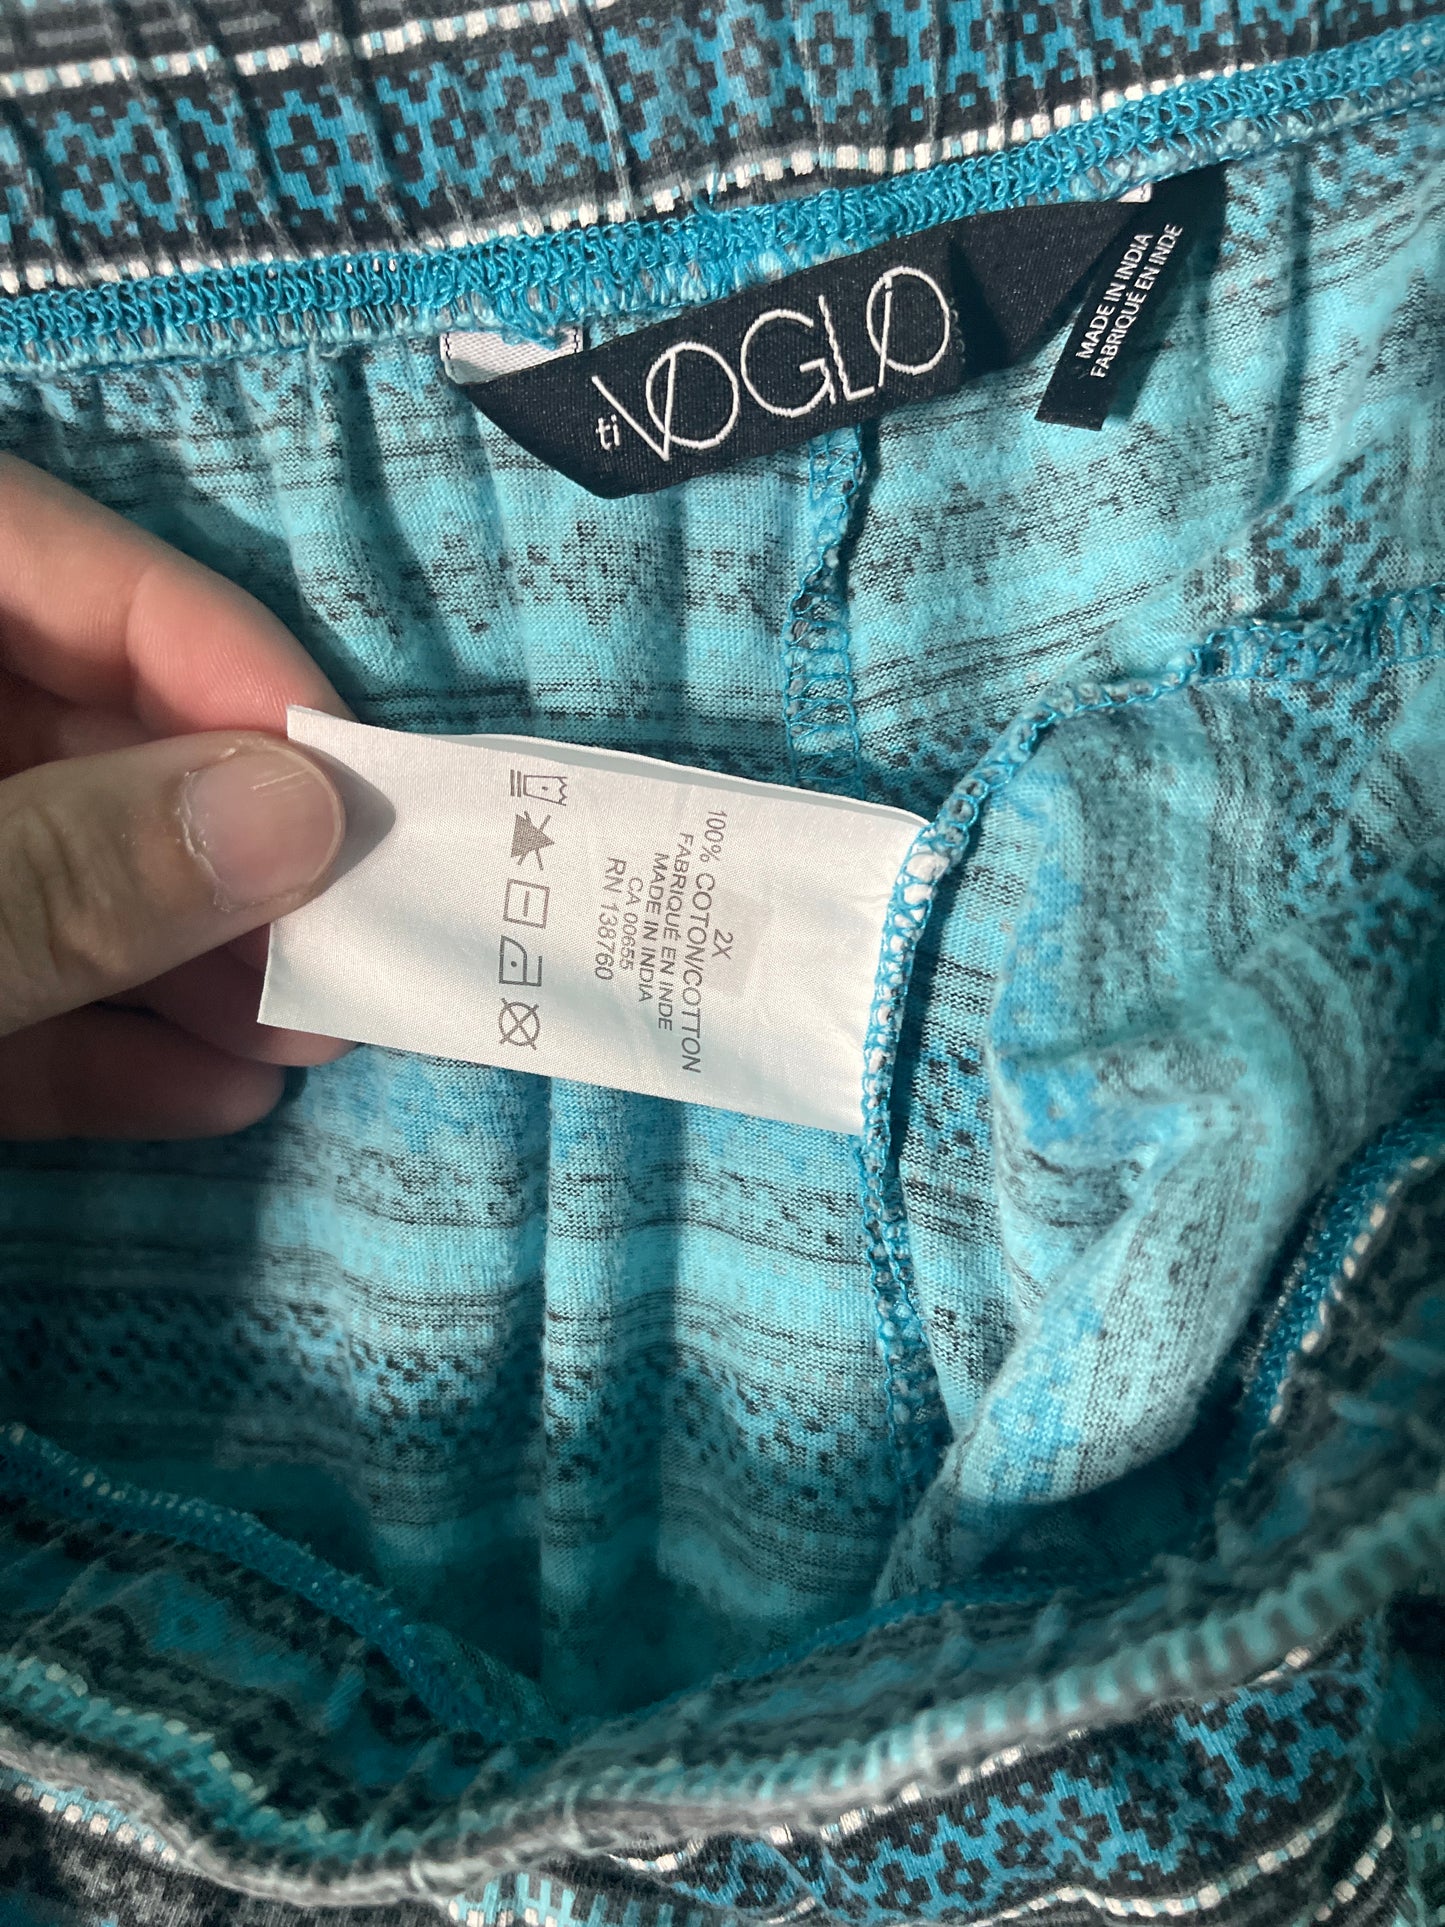 ti VOGLIO
MADE IN INDIA
FABRIQUÉ EN INDE
2X
100% COTON/COTTON
FABRIQUÉ EN INDE
MADE IN INDIA
CA 00655
RN 138760